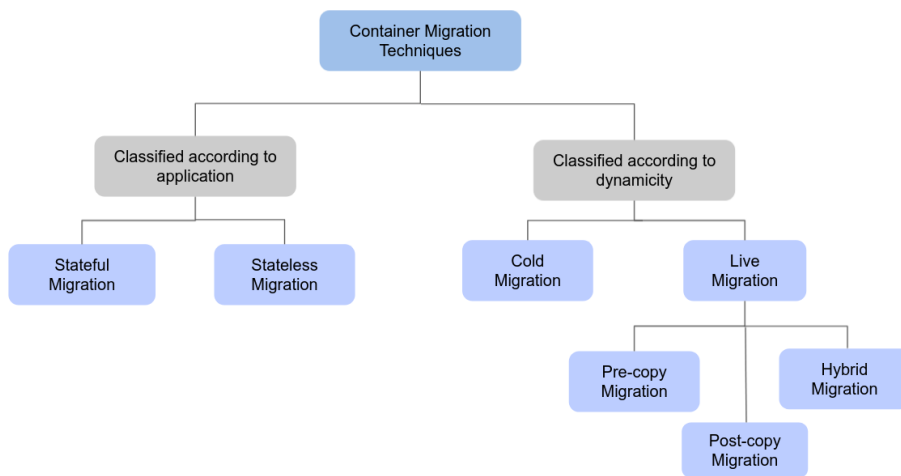 Container Migration
Techniques
Classified according to
application
Classified according to
dynamicity
Stateful
Migration
Stateless
Migration
Cold
Migration
Live
Migration
Pre-copy
Migration
Hybrid
Migration
Post-copy
Migration